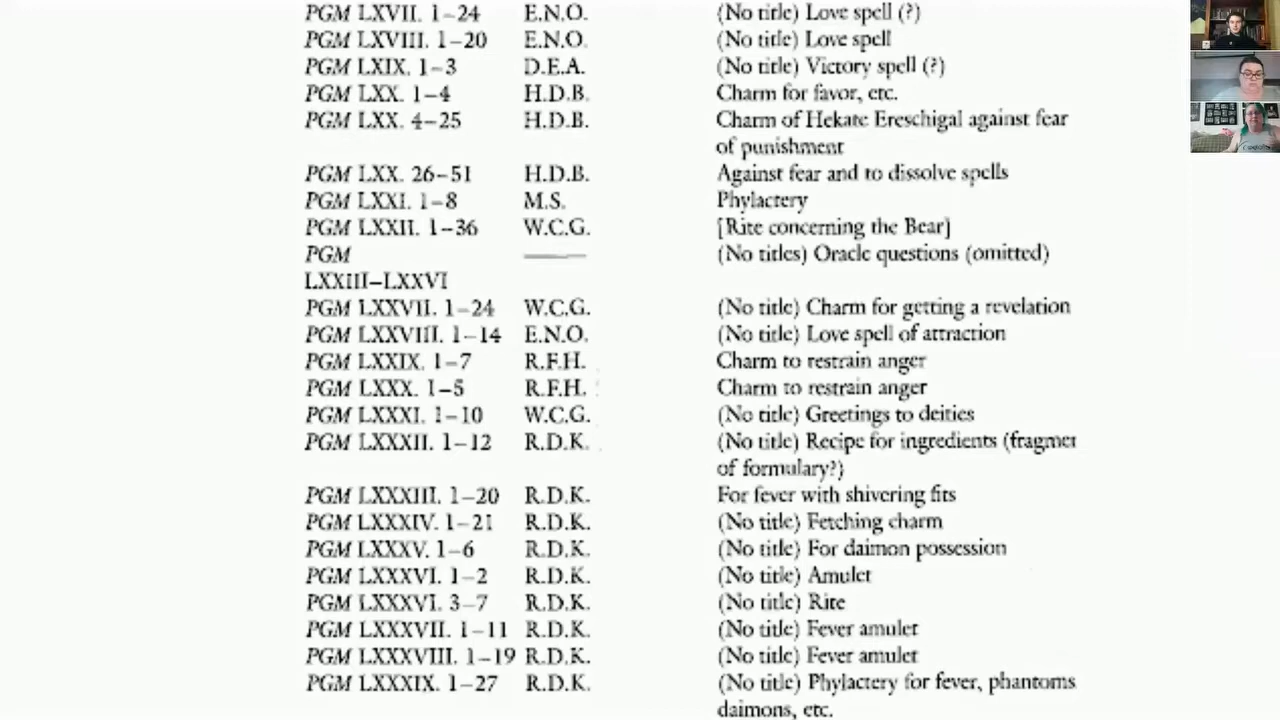 PGM LXVII. 1–24 E.N.O. (No title) Love spell (?)
PGM LXVIII. 1–20 E.N.O. (No title) Love spell
PGM LXIX. 1–3 D.E.A. (No title) Victory spell (?)
PGM LXX. 1–4 H.D.B. Charm for favor, etc.
PGM LXX. 4–25 H.D.B. Charm of Hekate Ereschigal against fear
of punishment
PGM LXX. 26–51 H.D.B. Against fear and to dissolve spells
PGM LXXI. 1–8 M.S. Phylactery
PGM LXXII. 1–36 W.C.G. [Rite concerning the Bear]
PGM —— (No titles) Oracle questions (omitted)
LXXIII–LXXVI
PGM LXXVII. 1–24 W.C.G. (No title) Charm for getting a revelation
PGM LXXVIII. 1–14 E.N.O. (No title) Love spell of attraction
PGM LXXIX. 1–7 R.F.H. Charm to restrain anger
PGM LXXX. 1–5 R.F.H. Charm to restrain anger
PGM LXXXI. 1–10 W.C.G. (No title) Greetings to deities
PGM LXXXII. 1–12 R.D.K. (No title) Recipe for ingredients (fragmer
of formulary?)
PGM LXXXIII. 1–20 R.D.K. For fever with shivering fits
PGM LXXXIV. 1–21 R.D.K. (No title) Fetching charm
PGM LXXXV. 1–6 R.D.K. (No title) For daimon possession
PGM LXXXVI. 1–2 R.D.K. (No title) Amulet
PGM LXXXVI. 3–7 R.D.K. (No title) Rite
PGM LXXXVII. 1–11 R.D.K. (No title) Fever amulet
PGM LXXXVIII. 1–19 R.D.K. (No title) Fever amulet
PGM LXXXIX. 1–27 R.D.K. (No title) Phylactery for fever, phantoms
daimons, etc.